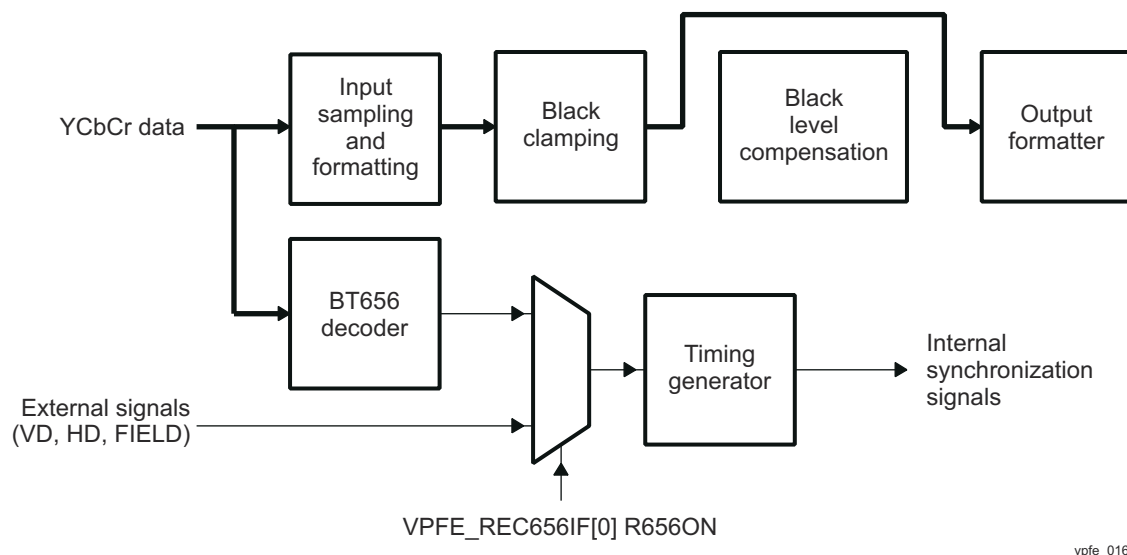 YCbCr data
Input
sampling
and
formatting
Black
clamping
Black
level
compensation
Output
formatter
BT656
decoder
Timing
generator
Internal
synchronization
signals
External signals
(VD, HD, FIELD)
VPFE_REC656IF[0] R656ON
vpfe_016